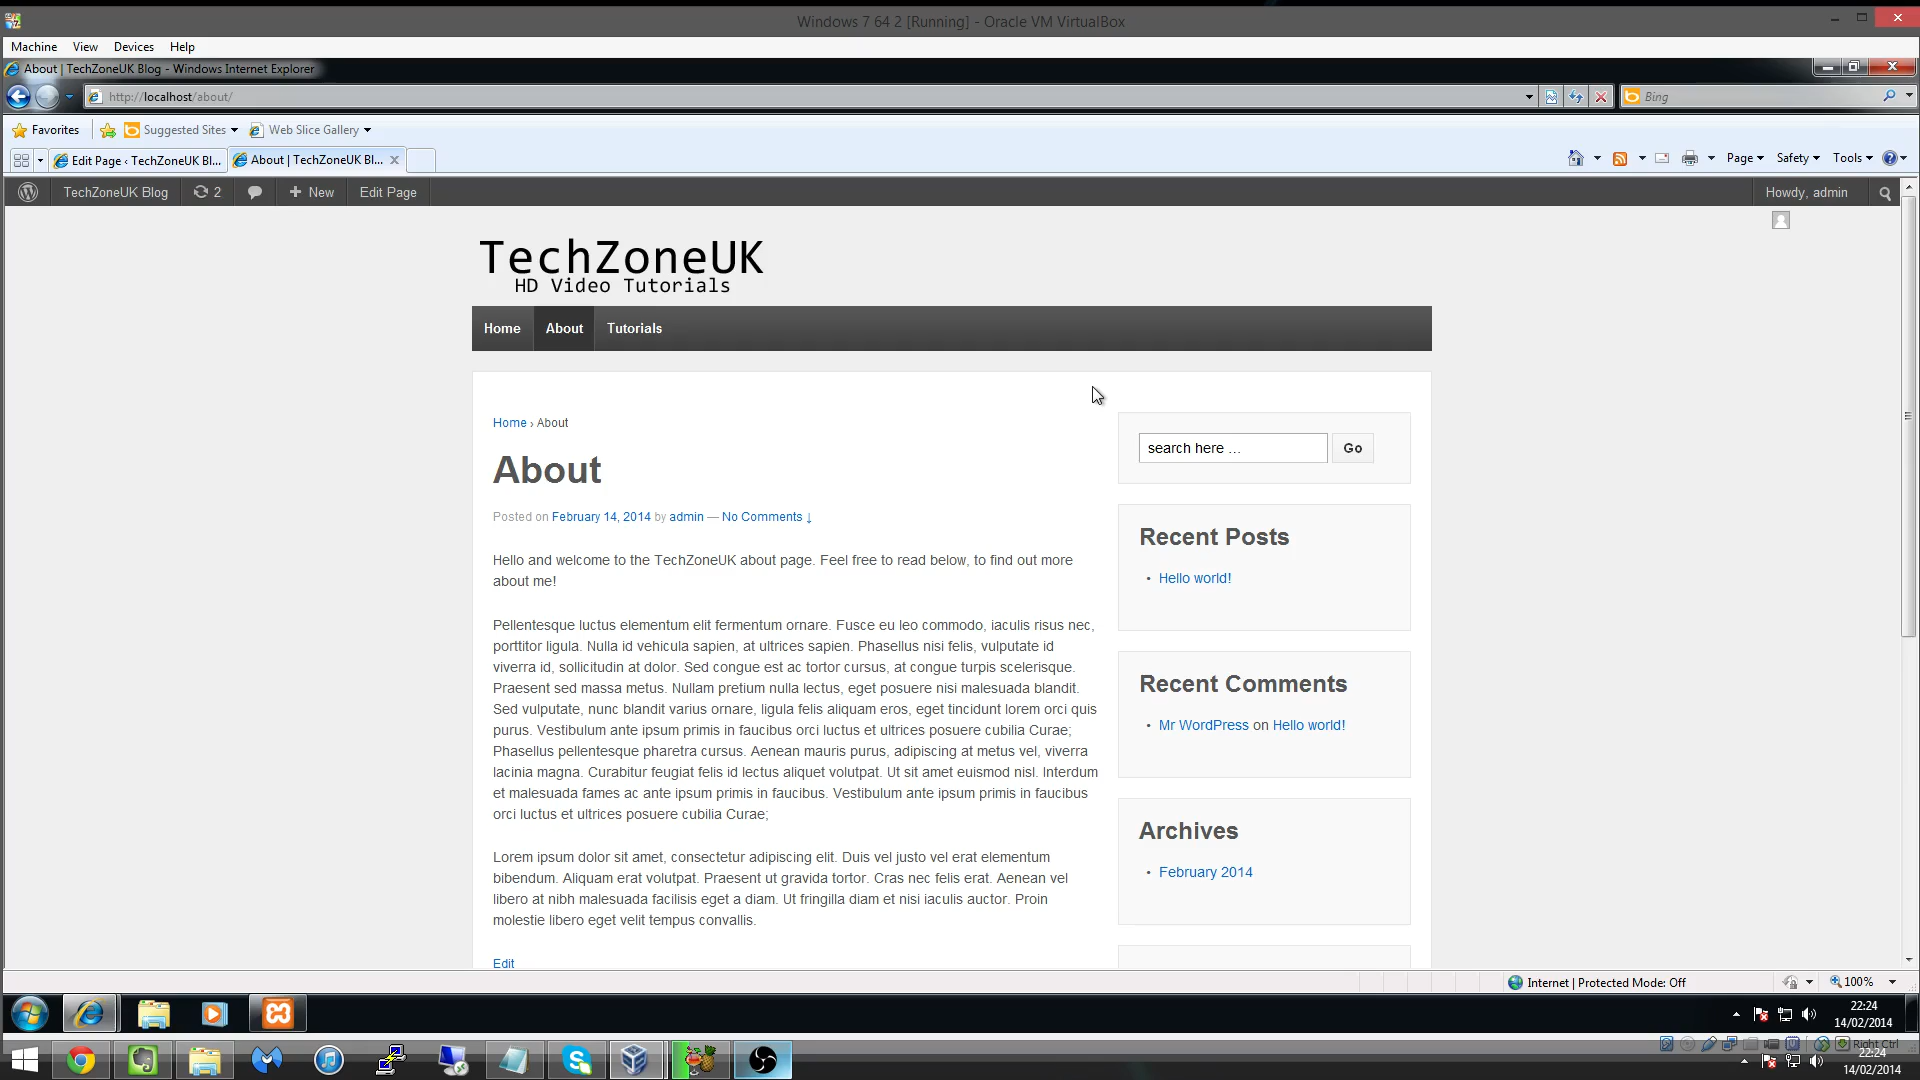 Windows 7 64 2 [Running] - Oracle VM VirtualBox
Machine View Devices Help
About | TechZoneUK Blog - Windows Internet Explorer
http://localhost/about/
Bing
Favorites Suggested Sites Web Slice Gallery
Edit Page ‹ TechZoneUK Bl...
About | TechZoneUK Bl...
Page Safety Tools
TechZoneUK Blog 2 New Edit Page
Howdy, admin
TechZoneUK
HD Video Tutorials
Home About Tutorials
Home › About
About
Posted on February 14, 2014 by admin — No Comments ↓
Hello and welcome to the TechZoneUK about page. Feel free to read below, to find out more
about me!
Pellentesque luctus elementum elit fermentum ornare. Fusce eu leo commodo, iaculis risus nec,
porttitor ligula. Nulla id vehicula sapien, at ultrices sapien. Phasellus nisi felis, vulputate id
viverra id, sollicitudin at dolor. Sed congue est ac tortor cursus, at congue turpis scelerisque.
Praesent sed massa metus. Nullam pretium nulla lectus, eget posuere nisi malesuada blandit.
Sed vulputate, nunc blandit varius ornare, ligula felis aliquam eros, eget tincidunt lorem orci quis
purus. Vestibulum ante ipsum primis in faucibus orci luctus et ultrices posuere cubilia Curae;
Phasellus pellentesque pharetra cursus. Aenean mauris purus, adipiscing at metus vel, viverra
lacinia magna. Curabitur feugiat felis id lectus aliquet volutpat. Ut sit amet euismod nisl. Interdum
et malesuada fames ac ante ipsum primis in faucibus. Vestibulum ante ipsum primis in faucibus
orci luctus et ultrices posuere cubilia Curae;
Lorem ipsum dolor sit amet, consectetur adipiscing elit. Duis vel justo vel erat elementum
bibendum. Aliquam erat volutpat. Praesent ut gravida tortor. Cras nec felis erat. Aenean vel
libero at nibh malesuada facilisis eget a diam. Ut fringilla diam et nisi iaculis auctor. Proin
molestie libero eget velit tempus convallis.
Edit
search here ...
Go
Recent Posts
• Hello world!
Recent Comments
• Mr WordPress on Hello world!
Archives
• February 2014
Internet | Protected Mode: Off
100%
22:24
14/02/2014
Right Ctrl
22:24
14/02/2014